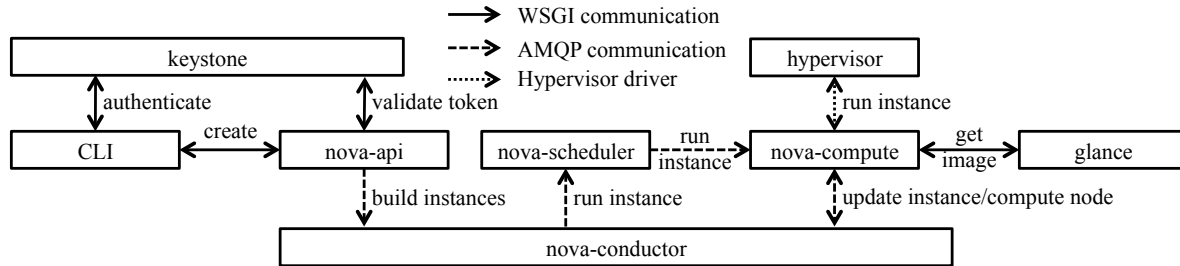 WSGI communication
AMQP communication
Hypervisor driver
keystone
hypervisor
authenticate
validate token
run instance
create
run
instance
get
image
CLI
nova-api
nova-scheduler
nova-compute
glance
build instances
run instance
update instance/compute node
nova-conductor